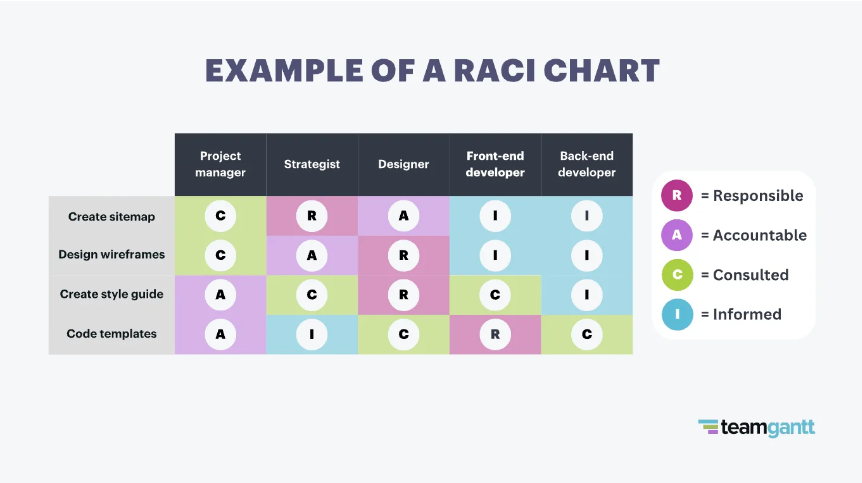 EXAMPLE OF A RACI CHART
Project manager Strategist Designer Front-end developer Back-end developer
Create sitemap C R A I I
Design wireframes C A R I I
Create style guide A C R C I
Code templates A I C R C
R = Responsible
A = Accountable
C = Consulted
I = Informed
teamgantt